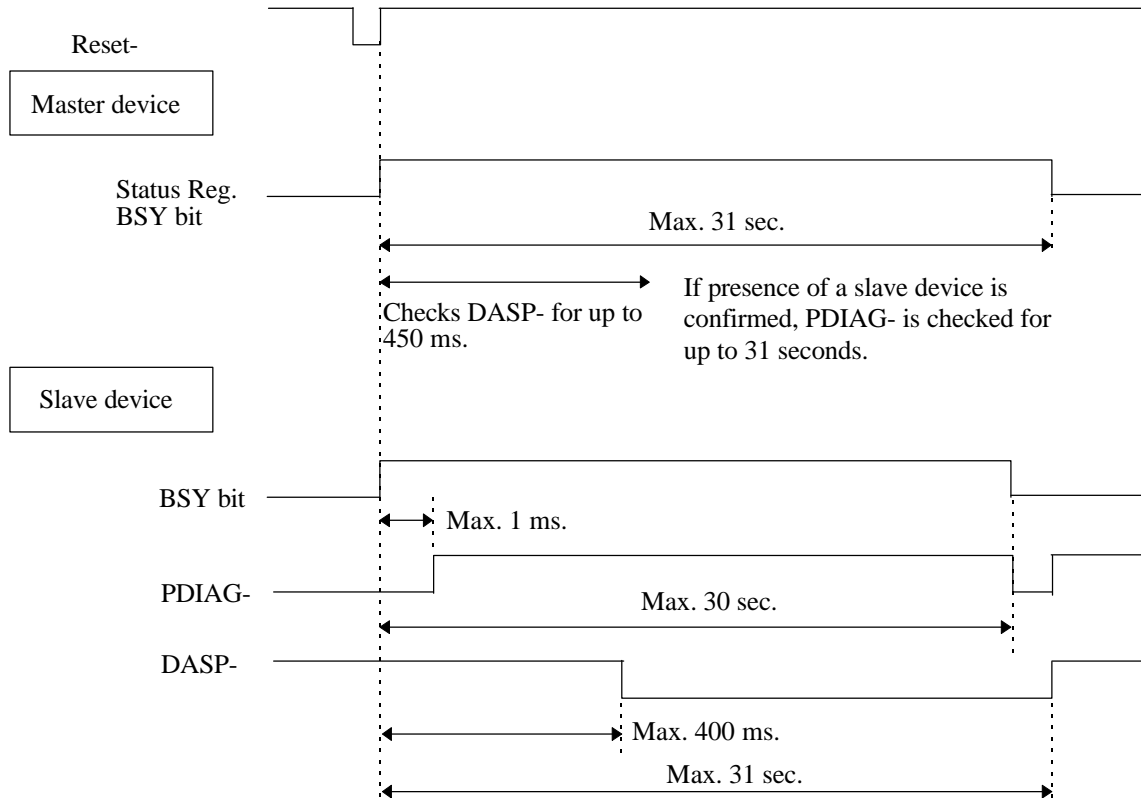 Reset-
Master device
Status Reg.
BSY bit
Max. 31 sec.
Checks DASP- for up to
450 ms.
If presence of a slave device is
confirmed, PDIAG- is checked for
up to 31 seconds.
Slave device
BSY bit
Max. 1 ms.
PDIAG-
Max. 30 sec.
DASP-
Max. 400 ms.
Max. 31 sec.